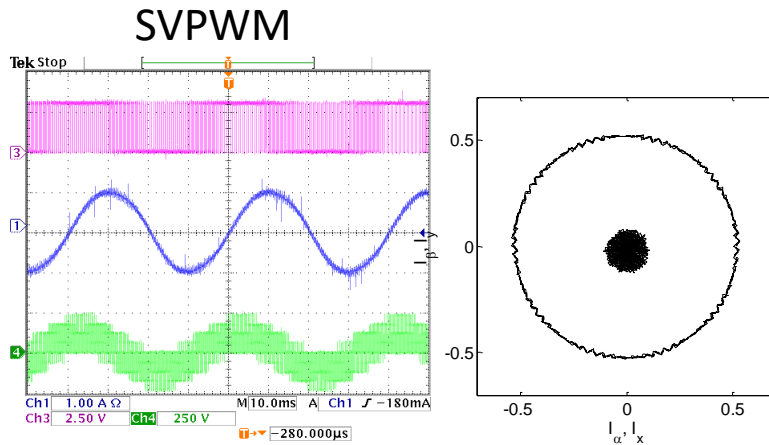 SVPWM
Tek Stop
T
3
1
4
Ch1 1.00 A Ω M 10.0ms A Ch1 ʃ −180mA
Ch3 2.50 V Ch4 250 V
T→▼ −280.000µs
0.5
0
-0.5
I_β, I_y
-0.5 0 0.5
I_α, I_x